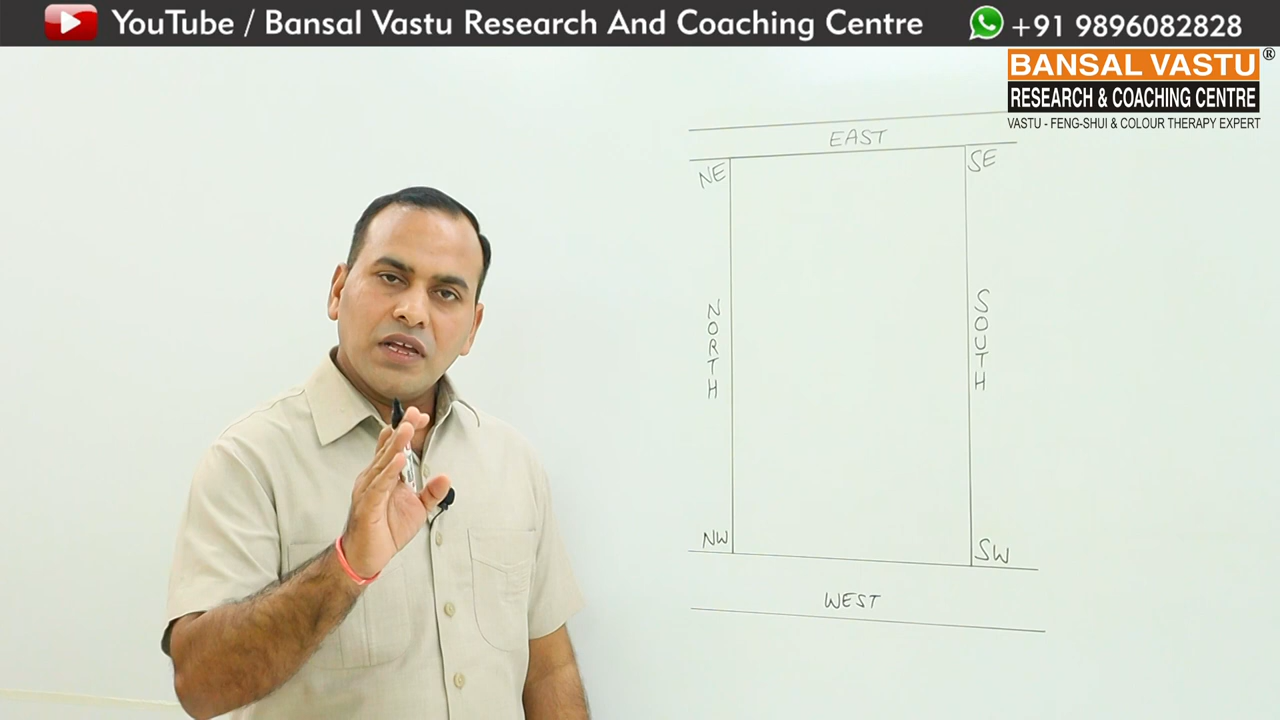 YouTube / Bansal Vastu Research And Coaching Centre
+91 9896082828
BANSAL VASTU®
RESEARCH & COACHING CENTRE
VASTU - FENG-SHUI & COLOUR THERAPY EXPERT
EAST
NE
SE
NORTH
SOUTH
NW
SW
WEST